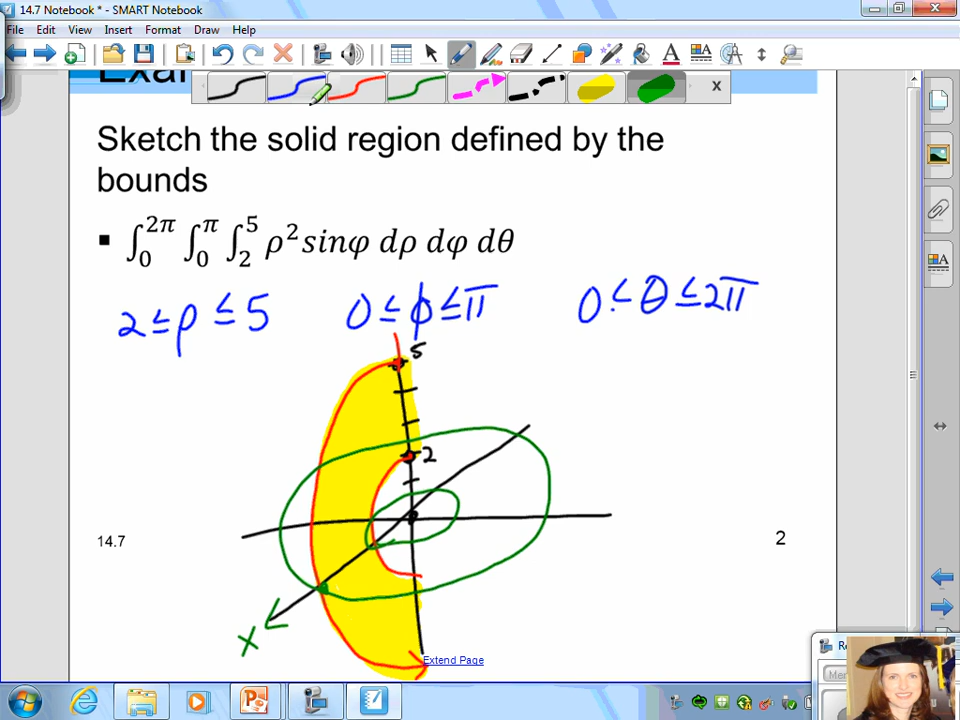 14.7 Notebook * - SMART Notebook
File Edit View Insert Format Draw Help
x
Sketch the solid region defined by the
bounds
▪ ∫₀^{2π} ∫₀^{π} ∫₂^{5} ρ² sinφ dρ dφ dθ
2 ≤ ρ ≤ 5 0 ≤ ϕ ≤ π 0 ≤ θ ≤ 2π
5
2
14.7
2
x
Extend Page